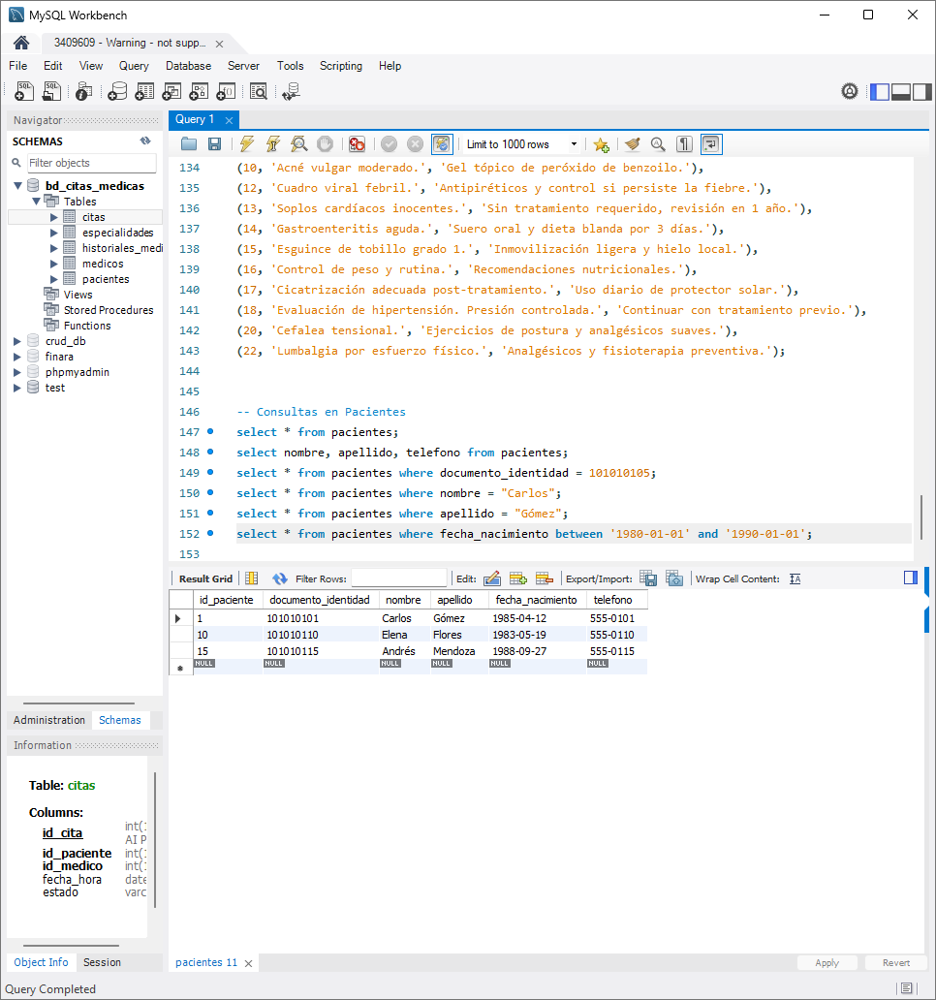 MySQL Workbench
3409609 - Warning - not supp...
File Edit View Query Database Server Tools Scripting Help
Navigator
SCHEMAS
Filter objects
bd_citas_medicas
Tables
citas
especialidades
historiales_medi
medicos
pacientes
Views
Stored Procedures
Functions
crud_db
finara
phpmyadmin
test
Administration Schemas
Information
Table: citas
Columns:
id_cita int(1
AI P
id_paciente int(1
id_medico int(1
fecha_hora date
estado varc
Object Info Session
Query 1
Limit to 1000 rows
134 (10, 'Acné vulgar moderado.', 'Gel tópico de peróxido de benzoilo.'),
135 (12, 'Cuadro viral febril.', 'Antipiréticos y control si persiste la fiebre.'),
136 (13, 'Soplos cardíacos inocentes.', 'Sin tratamiento requerido, revisión en 1 año.'),
137 (14, 'Gastroenteritis aguda.', 'Suero oral y dieta blanda por 3 días.'),
138 (15, 'Esguince de tobillo grado 1.', 'Inmovilización ligera y hielo local.'),
139 (16, 'Control de peso y rutina.', 'Recomendaciones nutricionales.'),
140 (17, 'Cicatrización adecuada post-tratamiento.', 'Uso diario de protector solar.'),
141 (18, 'Evaluación de hipertensión. Presión controlada.', 'Continuar con tratamiento previo.'),
142 (20, 'Cefalea tensional.', 'Ejercicios de postura y analgésicos suaves.'),
143 (22, 'Lumbalgia por esfuerzo físico.', 'Analgésicos y fisioterapia preventiva.');
144
145
146 -- Consultas en Pacientes
147 select * from pacientes;
148 select nombre, apellido, telefono from pacientes;
149 select * from pacientes where documento_identidad = 101010105;
150 select * from pacientes where nombre = "Carlos";
151 select * from pacientes where apellido = "Gómez";
152 select * from pacientes where fecha_nacimiento between '1980-01-01' and '1990-01-01';
153
Result Grid Filter Rows: Edit: Export/Import: Wrap Cell Content:
id_paciente documento_identidad nombre apellido fecha_nacimiento telefono
1 101010101 Carlos Gómez 1985-04-12 555-0101
10 101010110 Elena Flores 1983-05-19 555-0110
15 101010115 Andrés Mendoza 1988-09-27 555-0115
NULL NULL NULL NULL NULL NULL
pacientes 11
Apply Revert
Query Completed